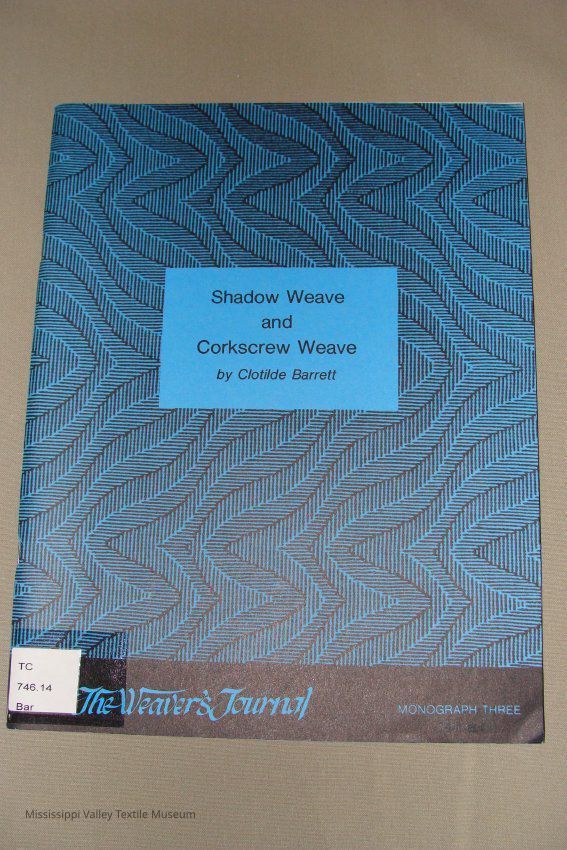 Shadow Weave
and
Corkscrew Weave
by Clotilde Barrett
TC
746.14
Bar
The Weaver's Journal
MONOGRAPH THREE
Mississippi Valley Textile Museum